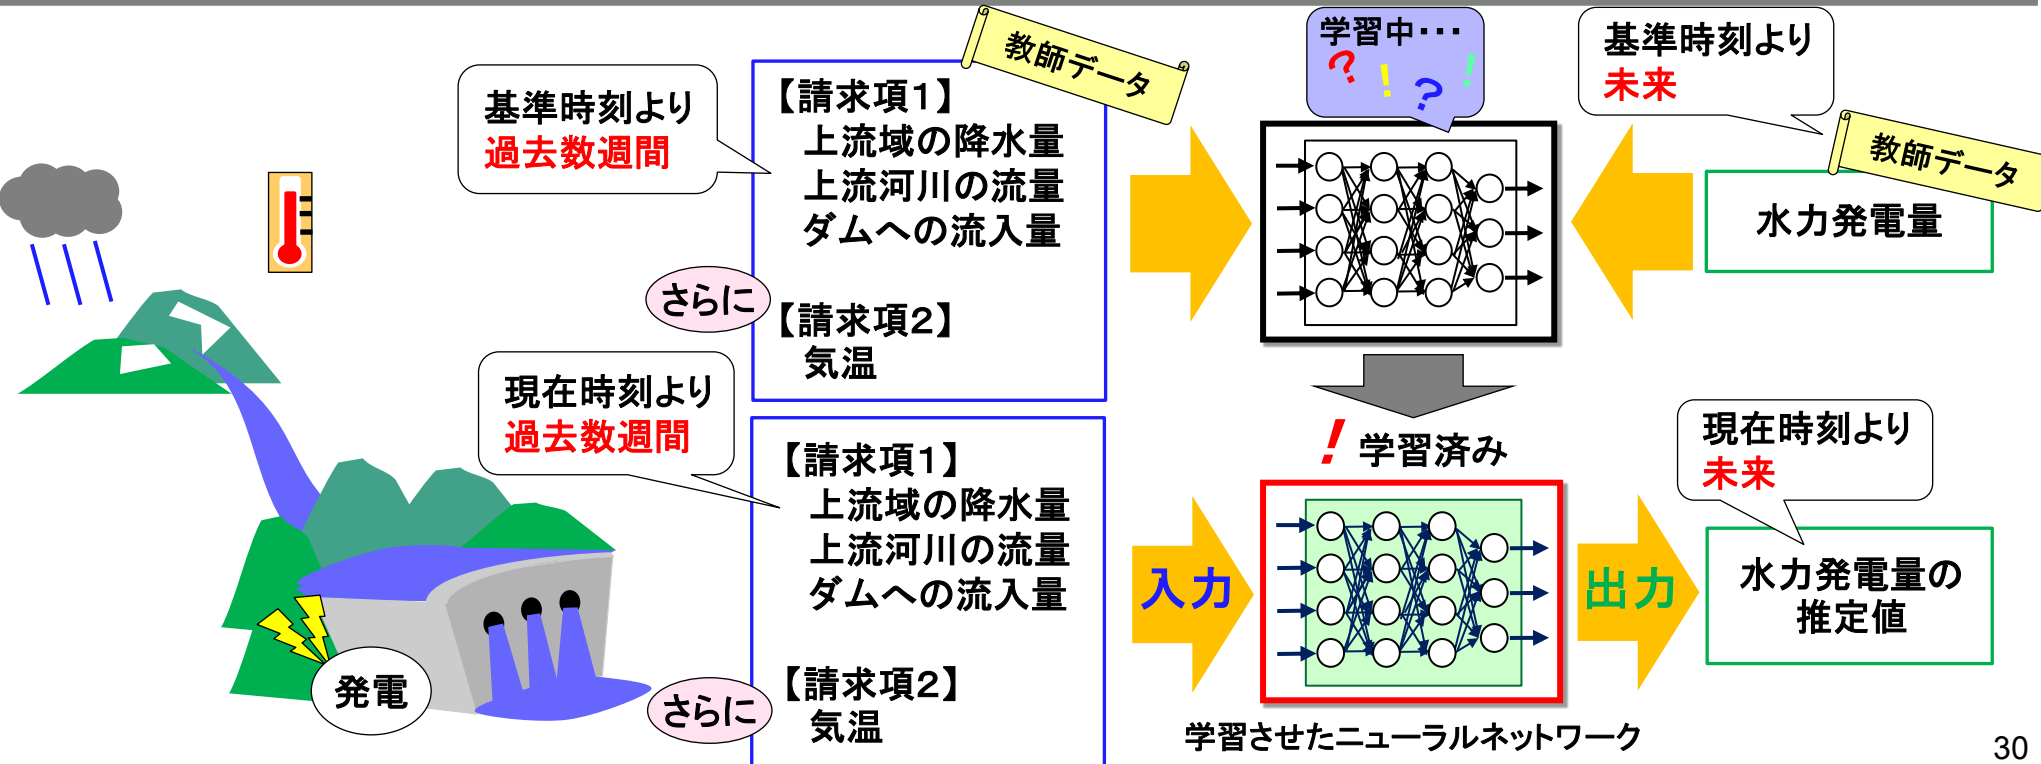 基準時刻より
過去数週間
教師データ
【請求項1】
上流域の降水量
上流河川の流量
ダムへの流入量
さらに
【請求項2】
気温
学習中・・・
? ! ? !
基準時刻より
未来
教師データ
水力発電量
現在時刻より
過去数週間
【請求項1】
上流域の降水量
上流河川の流量
ダムへの流入量
さらに
【請求項2】
気温
発電
入力
! 学習済み
学習させたニューラルネットワーク
出力
現在時刻より
未来
水力発電量の
推定値
30